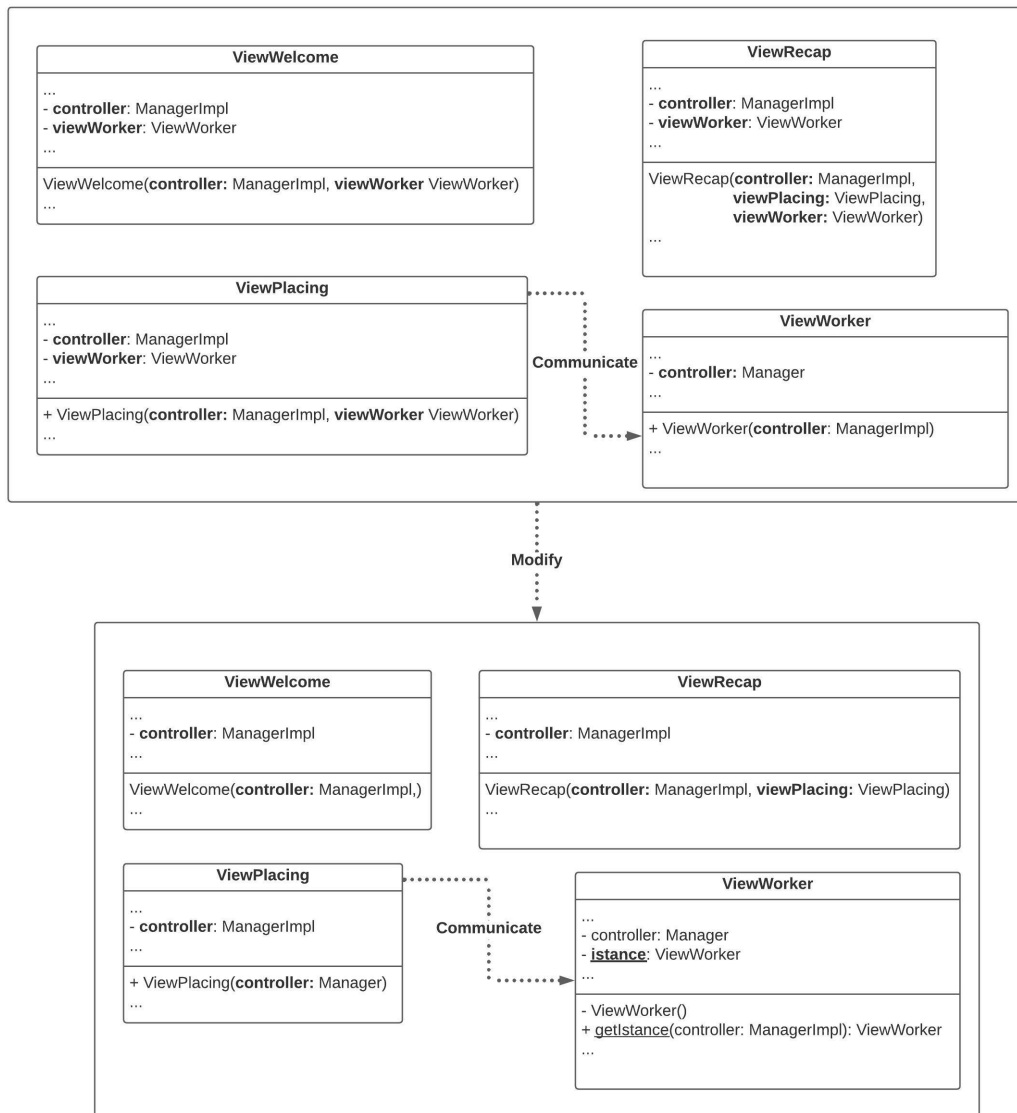 ViewWelcome
...
- controller: ManagerImpl
- viewWorker: ViewWorker
...
ViewWelcome(controller: ManagerImpl, viewWorker ViewWorker)
...
ViewRecap
...
- controller: ManagerImpl
- viewWorker: ViewWorker
...
ViewRecap(controller: ManagerImpl,
viewPlacing: ViewPlacing,
viewWorker: ViewWorker)
...
ViewPlacing
...
- controller: ManagerImpl
- viewWorker: ViewWorker
...
+ ViewPlacing(controller: ManagerImpl, viewWorker ViewWorker)
...
Communicate
ViewWorker
...
- controller: Manager
...
+ ViewWorker(controller: ManagerImpl)
...
Modify
ViewWelcome
...
- controller: ManagerImpl
...
ViewWelcome(controller: ManagerImpl,)
...
ViewRecap
...
- controller: ManagerImpl
...
ViewRecap(controller: ManagerImpl, viewPlacing: ViewPlacing)
...
ViewPlacing
...
- controller: ManagerImpl
...
+ ViewPlacing(controller: Manager)
...
Communicate
ViewWorker
...
- controller: Manager
- istance: ViewWorker
...
- ViewWorker()
+ getIstance(controller: ManagerImpl): ViewWorker
...